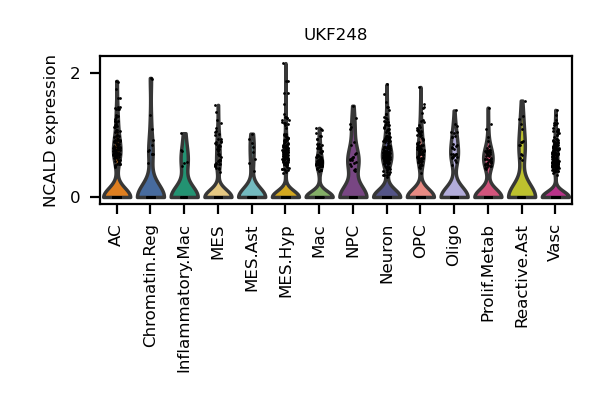 UKF248
NCALD expression
2
0
AC
Chromatin.Reg
Inflammatory.Mac
MES
MES.Ast
MES.Hyp
Mac
NPC
Neuron
OPC
Oligo
Prolif.Metab
Reactive.Ast
Vasc